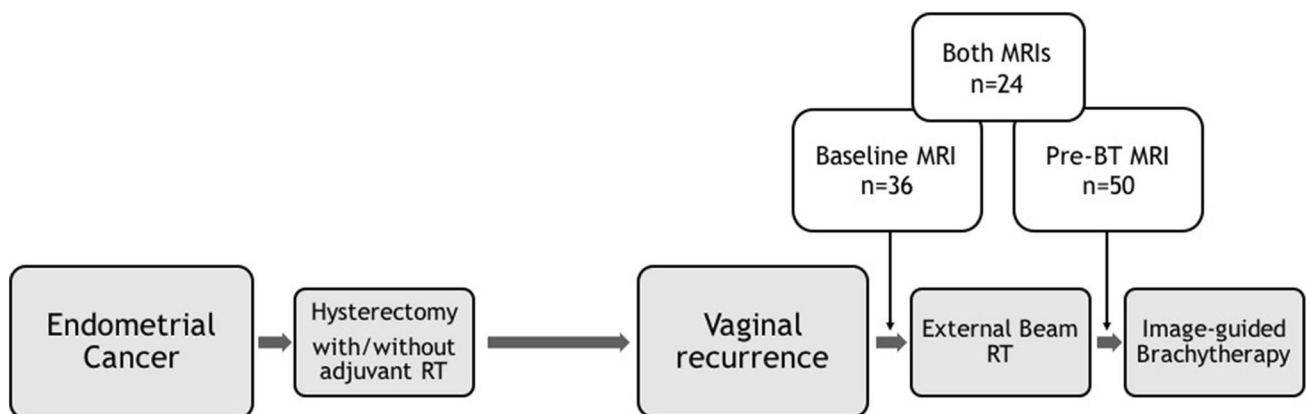 Both MRIs
n=24
Baseline MRI
n=36
Pre-BT MRI
n=50
Endometrial
Cancer
Hysterectomy
with/without
adjuvant RT
Vaginal
recurrence
External Beam
RT
Image-guided
Brachytherapy